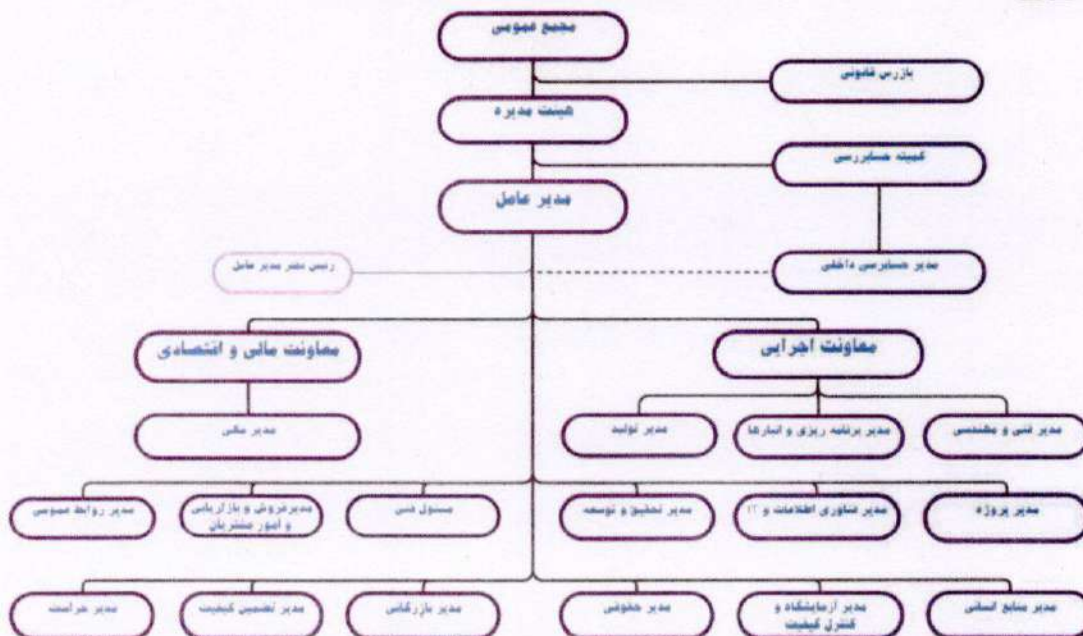 مجمع عمومی
بازرس قانونی
هیئت مدیره
کمیته حسابرسی
مدیر عامل
مدیر حسابرسی داخلی
رئیس دفتر مدیر عامل
معاونت اجرایی
معاونت مالی و اقتصادی
مدیر فنی و مهندسی
مدیر برنامه ریزی و انبارها
مدیر تولید
مدیر مالی
مدیر پروژه
مدیر فناوری اطلاعات و IT
مدیر تحقیق و توسعه
مسئول فنی
مدیرفروش و بازاریابی
و امور مشتریان
مدیر روابط عمومی
مدیر منابع انسانی
مدیر آزمایشگاه و
کنترل کیفیت
مدیر حقوقی
مدیر بازرگانی
مدیر تضمین کیفیت
مدیر حراست